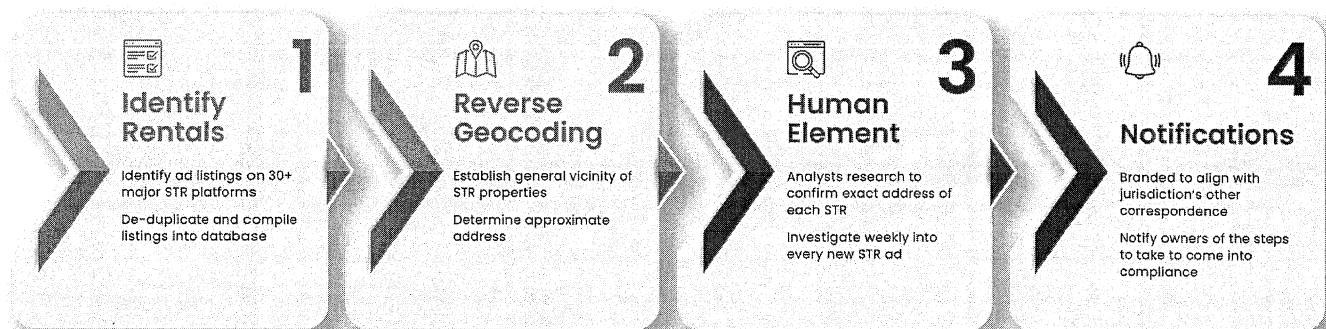 1
Identify
Rentals
Identify ad listings on 30+
major STR platforms
De-duplicate and compile
listings into database
2
Reverse
Geocoding
Establish general vicinity of
STR properties
Determine approximate
address
3
Human
Element
Analysts research to
confirm exact address of
each STR
Investigate weekly into
every new STR ad
4
Notifications
Branded to align with
jurisdiction's other
correspondence
Notify owners of the steps
to take to come into
compliance